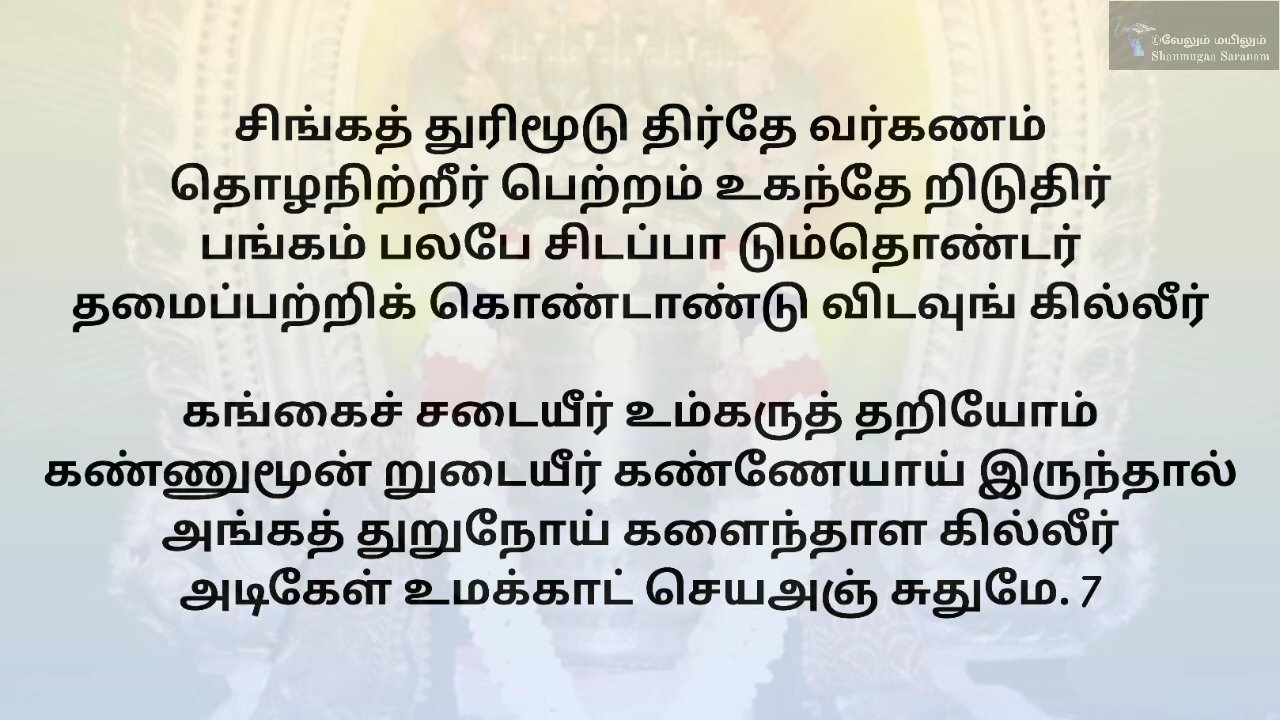 ©வேலும் மயிலும்
Shanmugaa Saranam
சிங்கத் துரிமூடு திர்தே வர்கணம்
தொழநிற்றீர் பெற்றம் உகந்தே றிடுதிர்
பங்கம் பலபே சிடப்பா டும்தொண்டர்
தமைப்பற்றிக் கொண்டாண்டு விடவுங் கில்லீர்
கங்கைச் சடையீர் உம்கருத் தறியோம்
கண்ணுமூன் றுடையீர் கண்ணேயாய் இருந்தால்
அங்கத் துறுநோய் களைந்தாள கில்லீர்
அடிகேள் உமக்காட் செயஅஞ் சுதுமே. 7